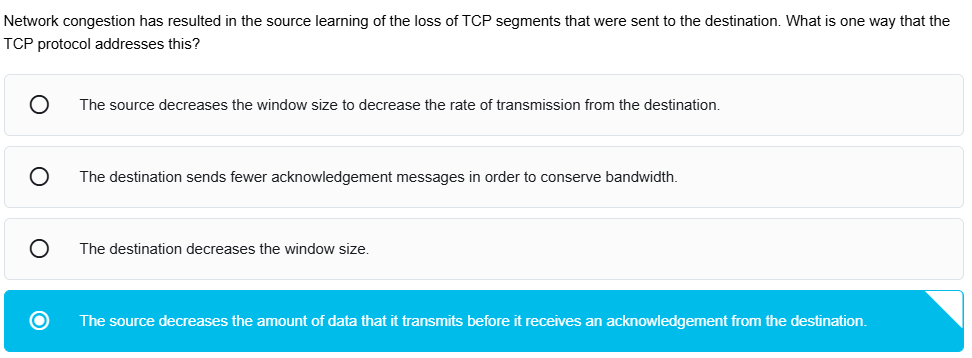 Network congestion has resulted in the source learning of the loss of TCP segments that were sent to the destination. What is one way that the
TCP protocol addresses this?
The source decreases the window size to decrease the rate of transmission from the destination.
The destination sends fewer acknowledgement messages in order to conserve bandwidth.
The destination decreases the window size.
The source decreases the amount of data that it transmits before it receives an acknowledgement from the destination.